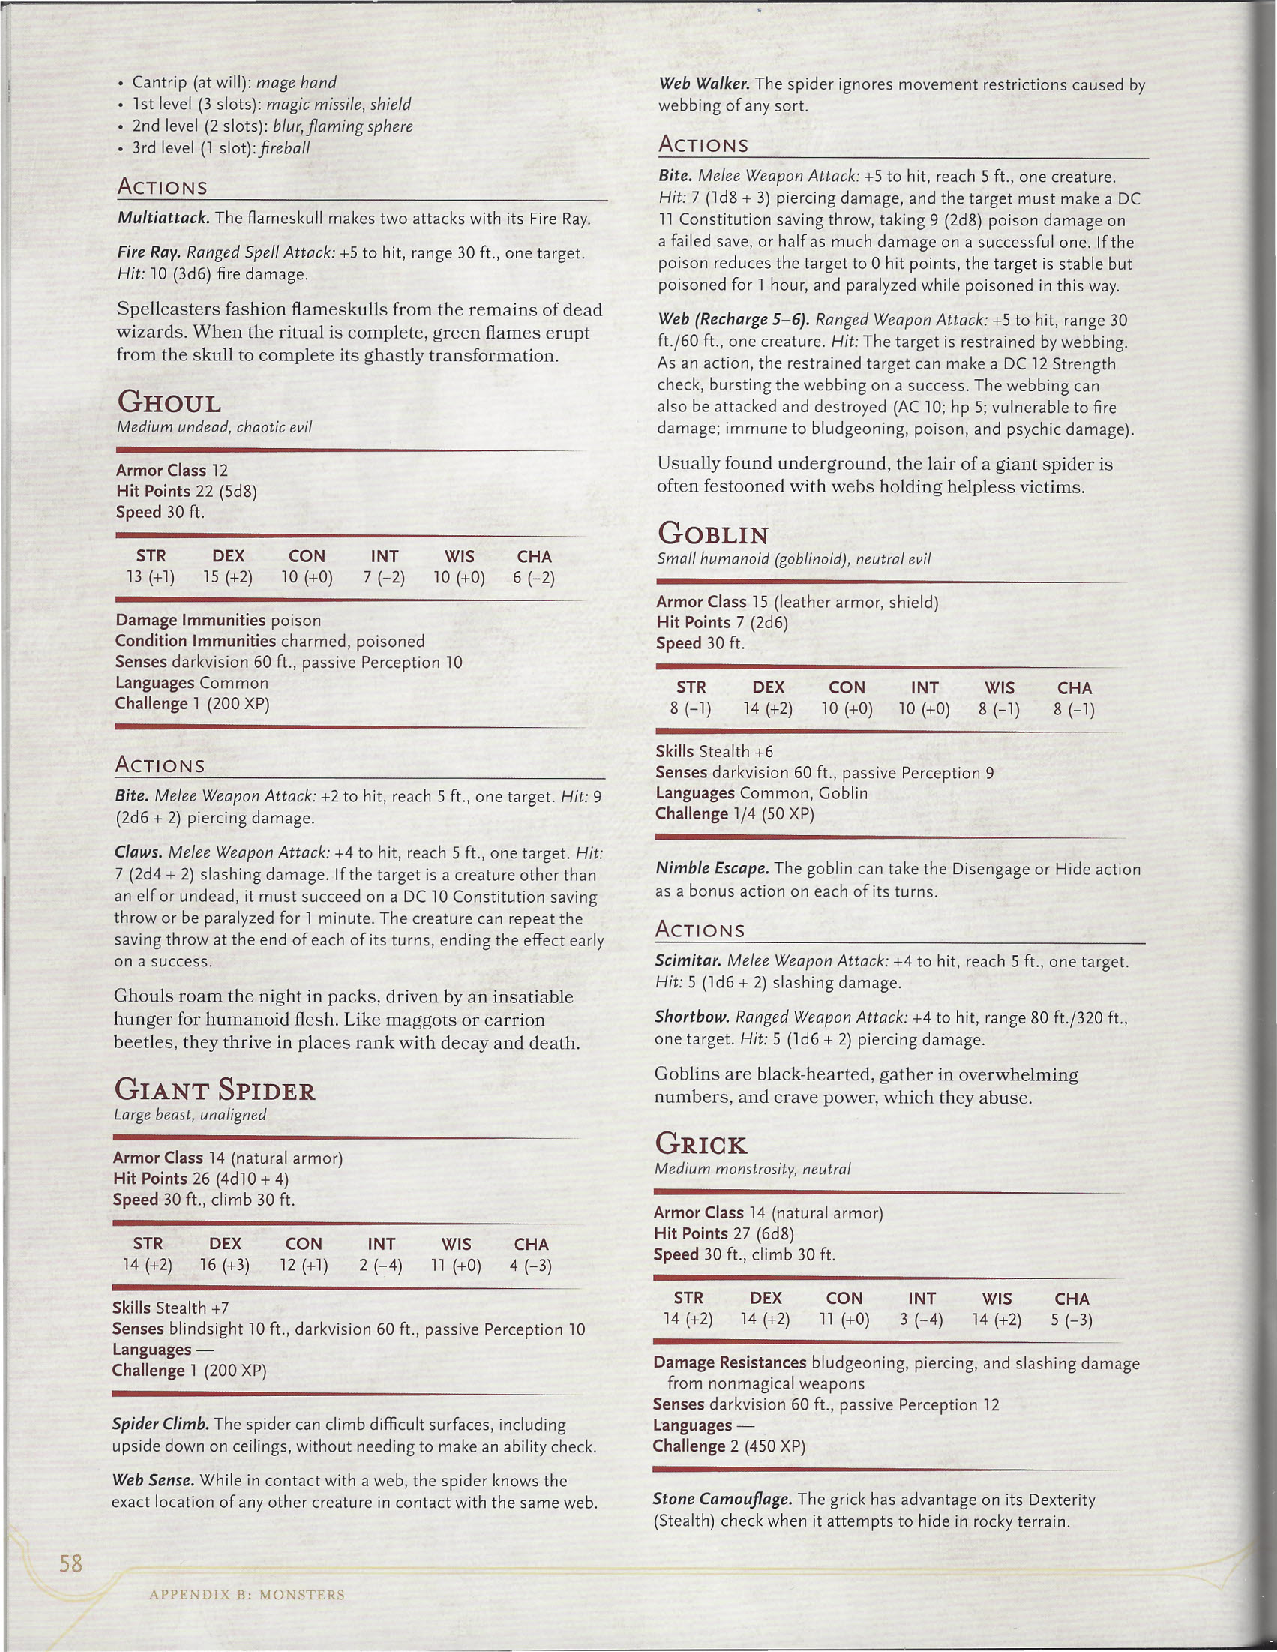 • Cantrip (at will): mage hand
• 1st level (3 slots): magic missile, shield
• 2nd level (2 slots): blur, flaming sphere
• 3rd level (1 slot): fireball
ACTIONS
Multiattack. The flameskull makes two attacks with its Fire Ray.
Fire Ray. Ranged Spell Attack: +5 to hit, range 30 ft., one target.
Hit: 10 (3d6) fire damage.
Spellcasters fashion flameskulls from the remains of dead
wizards. When the ritual is complete, green flames erupt
from the skull to complete its ghastly transformation.
GHOUL
Medium undead, chaotic evil
Armor Class 12
Hit Points 22 (5d8)
Speed 30 ft.
STR DEX CON INT WIS CHA
13 (+1) 15 (+2) 10 (+0) 7 (–2) 10 (+0) 6 (–2)
Damage Immunities poison
Condition Immunities charmed, poisoned
Senses darkvision 60 ft., passive Perception 10
Languages Common
Challenge 1 (200 XP)
ACTIONS
Bite. Melee Weapon Attack: +2 to hit, reach 5 ft., one target. Hit: 9
(2d6 + 2) piercing damage.
Claws. Melee Weapon Attack: +4 to hit, reach 5 ft., one target. Hit:
7 (2d4 + 2) slashing damage. If the target is a creature other than
an elf or undead, it must succeed on a DC 10 Constitution saving
throw or be paralyzed for 1 minute. The creature can repeat the
saving throw at the end of each of its turns, ending the effect early
on a success.
Ghouls roam the night in packs, driven by an insatiable
hunger for humanoid flesh. Like maggots or carrion
beetles, they thrive in places rank with decay and death.
GIANT SPIDER
Large beast, unaligned
Armor Class 14 (natural armor)
Hit Points 26 (4d10 + 4)
Speed 30 ft., climb 30 ft.
STR DEX CON INT WIS CHA
14 (+2) 16 (+3) 12 (+1) 2 (–4) 11 (+0) 4 (–3)
Skills Stealth +7
Senses blindsight 10 ft., darkvision 60 ft., passive Perception 10
Languages —
Challenge 1 (200 XP)
Spider Climb. The spider can climb difficult surfaces, including
upside down on ceilings, without needing to make an ability check.
Web Sense. While in contact with a web, the spider knows the
exact location of any other creature in contact with the same web.
Web Walker. The spider ignores movement restrictions caused by
webbing of any sort.
ACTIONS
Bite. Melee Weapon Attack: +5 to hit, reach 5 ft., one creature.
Hit: 7 (1d8 + 3) piercing damage, and the target must make a DC
11 Constitution saving throw, taking 9 (2d8) poison damage on
a failed save, or half as much damage on a successful one. If the
poison reduces the target to 0 hit points, the target is stable but
poisoned for 1 hour, and paralyzed while poisoned in this way.
Web (Recharge 5–6). Ranged Weapon Attack: +5 to hit, range 30
ft./60 ft., one creature. Hit: The target is restrained by webbing.
As an action, the restrained target can make a DC 12 Strength
check, bursting the webbing on a success. The webbing can
also be attacked and destroyed (AC 10; hp 5; vulnerable to fire
damage; immune to bludgeoning, poison, and psychic damage).
Usually found underground, the lair of a giant spider is
often festooned with webs holding helpless victims.
GOBLIN
Small humanoid (goblinoid), neutral evil
Armor Class 15 (leather armor, shield)
Hit Points 7 (2d6)
Speed 30 ft.
STR DEX CON INT WIS CHA
8 (–1) 14 (+2) 10 (+0) 10 (+0) 8 (–1) 8 (–1)
Skills Stealth +6
Senses darkvision 60 ft., passive Perception 9
Languages Common, Goblin
Challenge 1/4 (50 XP)
Nimble Escape. The goblin can take the Disengage or Hide action
as a bonus action on each of its turns.
ACTIONS
Scimitar. Melee Weapon Attack: +4 to hit, reach 5 ft., one target.
Hit: 5 (1d6 + 2) slashing damage.
Shortbow. Ranged Weapon Attack: +4 to hit, range 80 ft./320 ft.,
one target. Hit: 5 (1d6 + 2) piercing damage.
Goblins are black-hearted, gather in overwhelming
numbers, and crave power, which they abuse.
GRICK
Medium monstrosity, neutral
Armor Class 14 (natural armor)
Hit Points 27 (6d8)
Speed 30 ft., climb 30 ft.
STR DEX CON INT WIS CHA
14 (+2) 14 (+2) 11 (+0) 3 (–4) 14 (+2) 5 (–3)
Damage Resistances bludgeoning, piercing, and slashing damage
from nonmagical weapons
Senses darkvision 60 ft., passive Perception 12
Languages —
Challenge 2 (450 XP)
Stone Camouflage. The grick has advantage on its Dexterity
(Stealth) check when it attempts to hide in rocky terrain.
58
APPENDIX B: MONSTERS